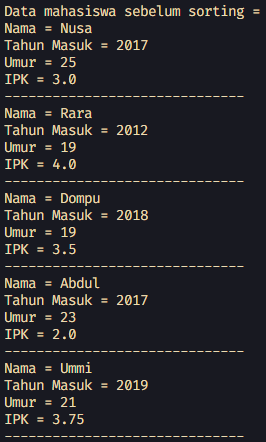 Data mahasiswa sebelum sorting =
Nama = Nusa
Tahun Masuk = 2017
Umur = 25
IPK = 3.0
------------------------------
Nama = Rara
Tahun Masuk = 2012
Umur = 19
IPK = 4.0
------------------------------
Nama = Dompu
Tahun Masuk = 2018
Umur = 19
IPK = 3.5
------------------------------
Nama = Abdul
Tahun Masuk = 2017
Umur = 23
IPK = 2.0
------------------------------
Nama = Ummi
Tahun Masuk = 2019
Umur = 21
IPK = 3.75
------------------------------